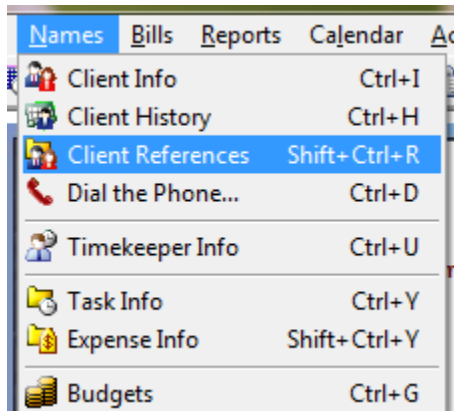 Names Bills Reports Calendar
Client Info Ctrl+I
Client History Ctrl+H
Client References Shift+Ctrl+R
Dial the Phone... Ctrl+D
Timekeeper Info Ctrl+U
Task Info Ctrl+Y
Expense Info Shift+Ctrl+Y
Budgets Ctrl+G